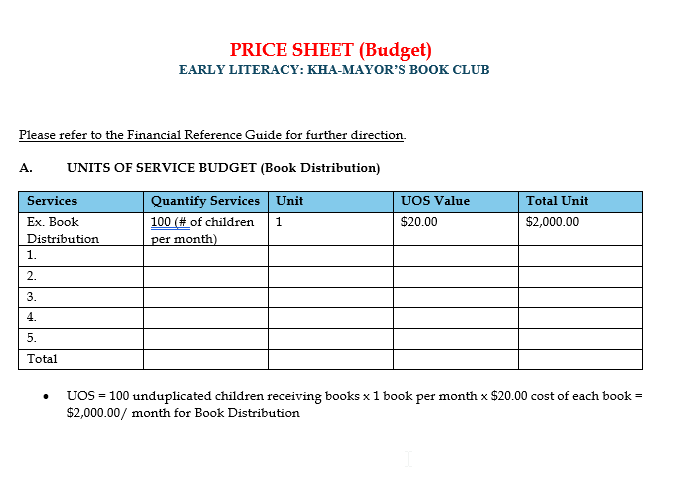 PRICE SHEET (Budget)
EARLY LITERACY: KHA-MAYOR'S BOOK CLUB
Please refer to the Financial Reference Guide for further direction.
A. UNITS OF SERVICE BUDGET (Book Distribution)
Services Quantify Services Unit UOS Value Total Unit
Ex. Book 100 (# of children 1 $20.00 $2,000.00
Distribution per month)
1.
2.
3.
4.
5.
Total
• UOS = 100 unduplicated children receiving books x 1 book per month x $20.00 cost of each book =
$2,000.00/ month for Book Distribution